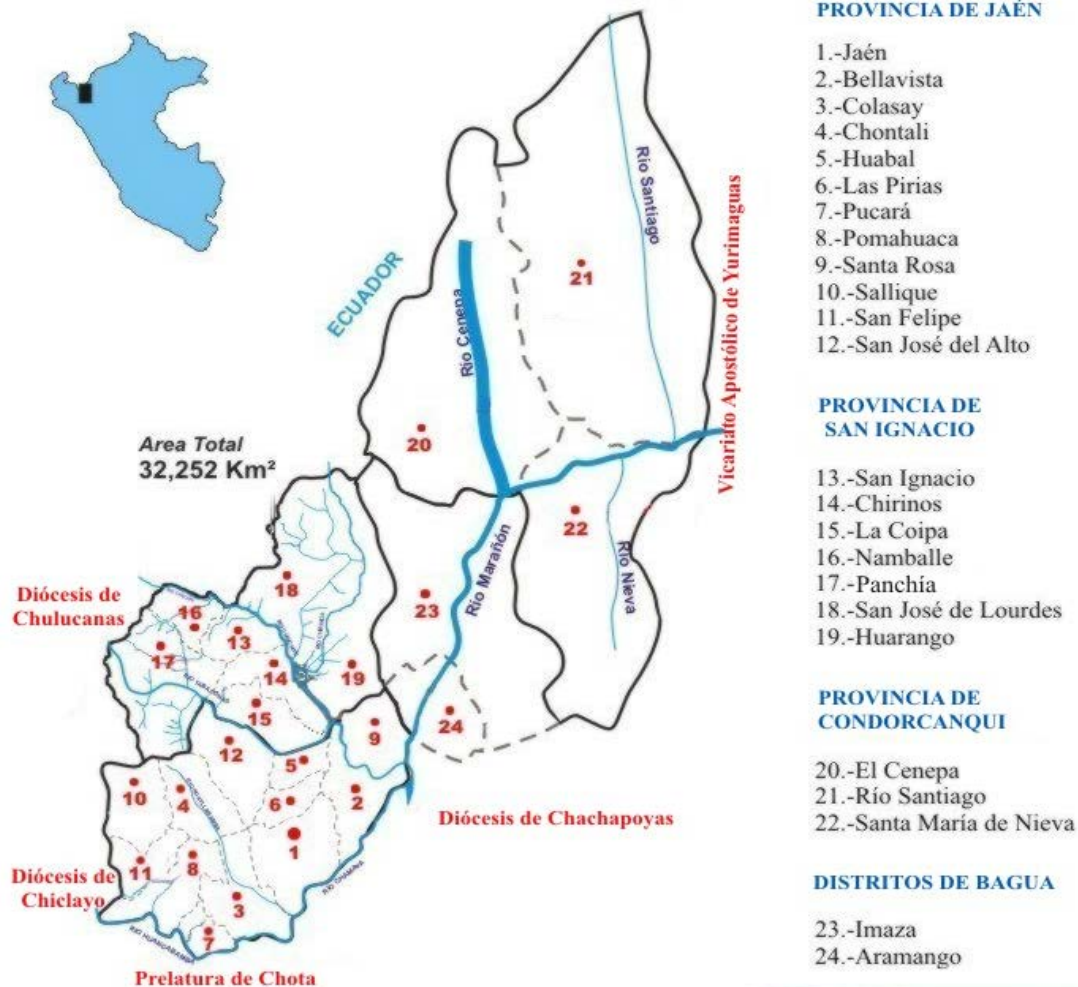 PROVINCIA DE JAÉN
1.-Jaén
2.-Bellavista
3.-Colasay
4.-Chontali
5.-Huabal
6.-Las Pirias
7.-Pucará
8.-Pomahuaca
9.-Santa Rosa
10.-Sallique
11.-San Felipe
12.-San José del Alto
PROVINCIA DE
SAN IGNACIO
13.-San Ignacio
14.-Chirinos
15.-La Coipa
16.-Namballe
17.-Panchía
18.-San José de Lourdes
19.-Huarango
PROVINCIA DE
CONDORCANQUI
20.-El Cenepa
21.-Río Santiago
22.-Santa María de Nieva
DISTRITOS DE BAGUA
23.-Imaza
24.-Aramango
ECUADOR
Río Cenepa
Río Santiago
Vicariato Apostólico de Yurimaguas
21
20
Area Total
32,252 Km²
22
Río Marañón
Río Nieva
Diócesis de
Chulucanas
18
16
13
17
14
19
15
23
24
9
12
5
10
4
6
2
1
Diócesis de Chachapoyas
Diócesis de
Chiclayo
11
8
3
7
RÍO CHAMAYA
RÍO HUANCABAMBA
Prelatura de Chota